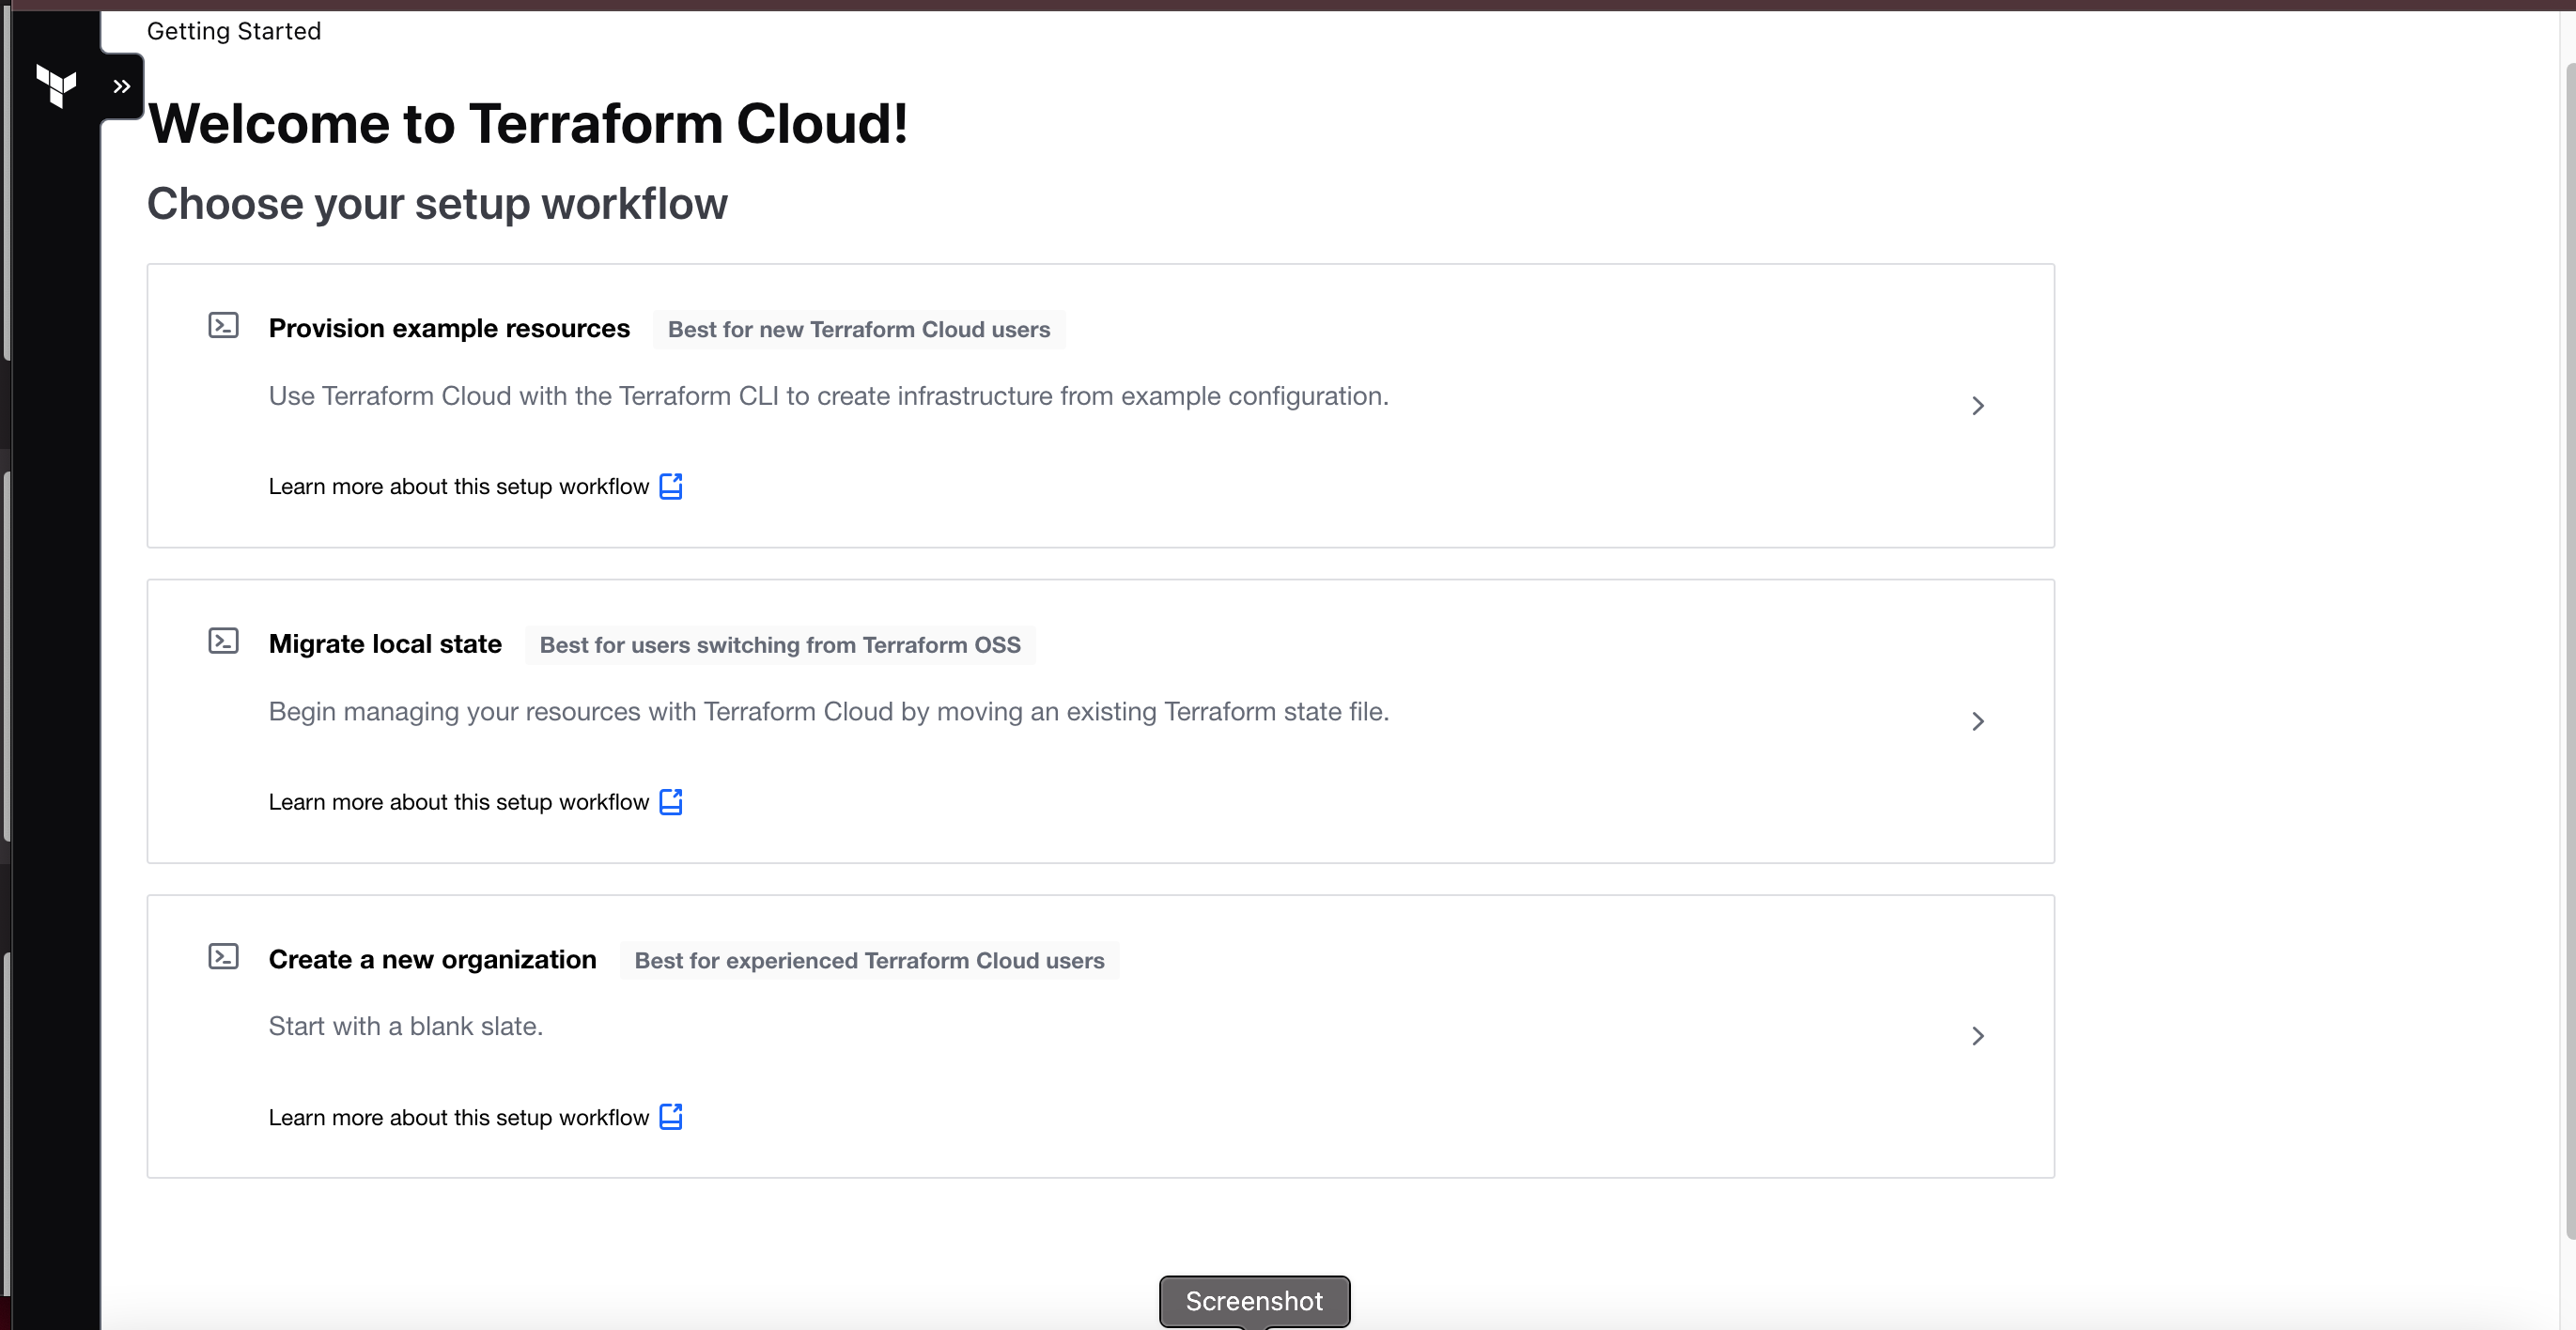 Getting Started
Welcome to Terraform Cloud!
Choose your setup workflow
Provision example resources Best for new Terraform Cloud users
Use Terraform Cloud with the Terraform CLI to create infrastructure from example configuration.
Learn more about this setup workflow
Migrate local state Best for users switching from Terraform OSS
Begin managing your resources with Terraform Cloud by moving an existing Terraform state file.
Learn more about this setup workflow
Create a new organization Best for experienced Terraform Cloud users
Start with a blank slate.
Learn more about this setup workflow
Screenshot